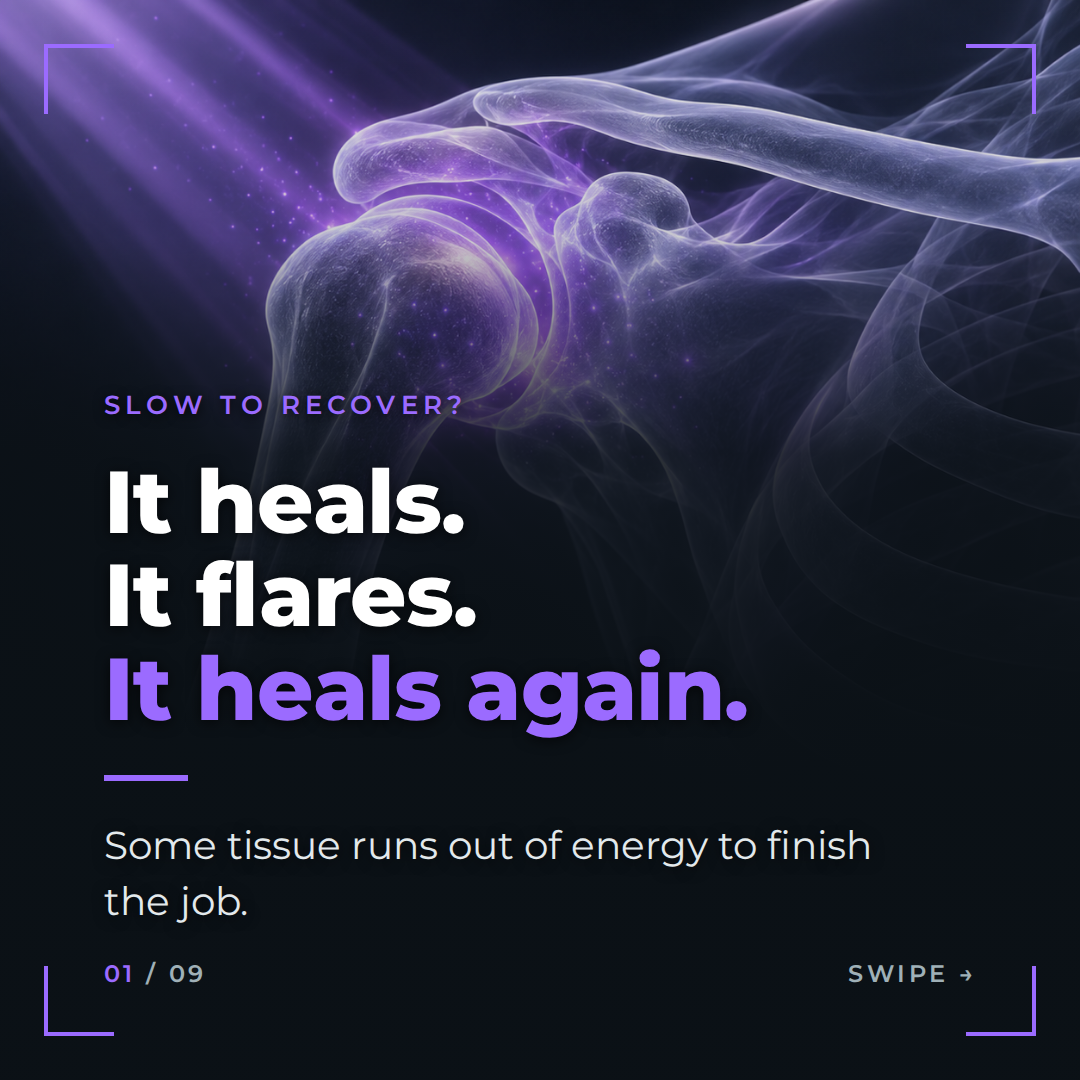 SLOW TO RECOVER?
It heals.
It flares.
It heals again.
Some tissue runs out of energy to finish
the job.
01 / 09
SWIPE →